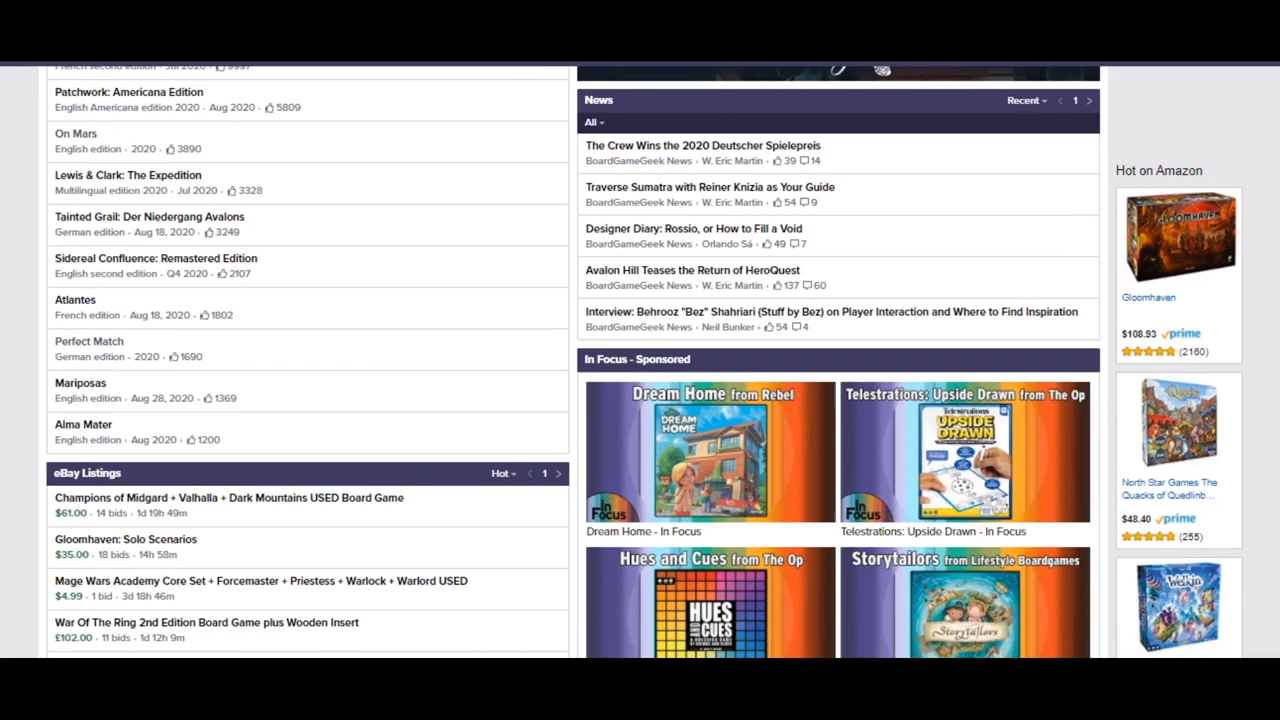 French second edition · Jul 2020 · 9997
Patchwork: Americana Edition
English Americana edition 2020 · Aug 2020 · 5809
On Mars
English edition · 2020 · 3890
Lewis & Clark: The Expedition
Multilingual edition 2020 · Jul 2020 · 3328
Tainted Grail: Der Niedergang Avalons
German edition · Aug 18, 2020 · 3249
Sidereal Confluence: Remastered Edition
English second edition · Q4 2020 · 2107
Atlantes
French edition · Aug 18, 2020 · 1802
Perfect Match
German edition · 2020 · 1690
Mariposas
English edition · Aug 28, 2020 · 1369
Alma Mater
English edition · Aug 2020 · 1200
eBay Listings Hot 1
Champions of Midgard + Valhalla + Dark Mountains USED Board Game
$61.00 · 14 bids · 1d 19h 49m
Gloomhaven: Solo Scenarios
$35.00 · 18 bids · 14h 58m
Mage Wars Academy Core Set + Forcemaster + Priestess + Warlock + Warlord USED
$4.99 · 1 bid · 3d 18h 46m
War Of The Ring 2nd Edition Board Game plus Wooden Insert
£102.00 · 11 bids · 1d 12h 9m
News Recent 1
All
The Crew Wins the 2020 Deutscher Spielepreis
BoardGameGeek News · W. Eric Martin · 39 14
Traverse Sumatra with Reiner Knizia as Your Guide
BoardGameGeek News · W. Eric Martin · 54 9
Designer Diary: Rossio, or How to Fill a Void
BoardGameGeek News · Orlando Sá · 49 7
Avalon Hill Teases the Return of HeroQuest
BoardGameGeek News · W. Eric Martin · 137 60
Interview: Behrooz "Bez" Shahriari (Stuff by Bez) on Player Interaction and Where to Find Inspiration
BoardGameGeek News · Neil Bunker · 54 4
In Focus - Sponsored
Dream Home from Rebel
DREAM HOME
In Focus
Dream Home - In Focus
Telestrations: Upside Drawn from The Op
Telestrations
UPSIDE DRAWN
In Focus
Telestrations: Upside Drawn - In Focus
Hues and Cues from The Op
HUES AND CUES
Storytailors from Lifestyle Boardgames
Storytailors
Hot on Amazon
GLOOMHAVEN
Gloomhaven
$108.93 prime
(2160)
Quacks
North Star Games The
Quacks of Quedlinb...
$48.40 prime
(255)
Welkin